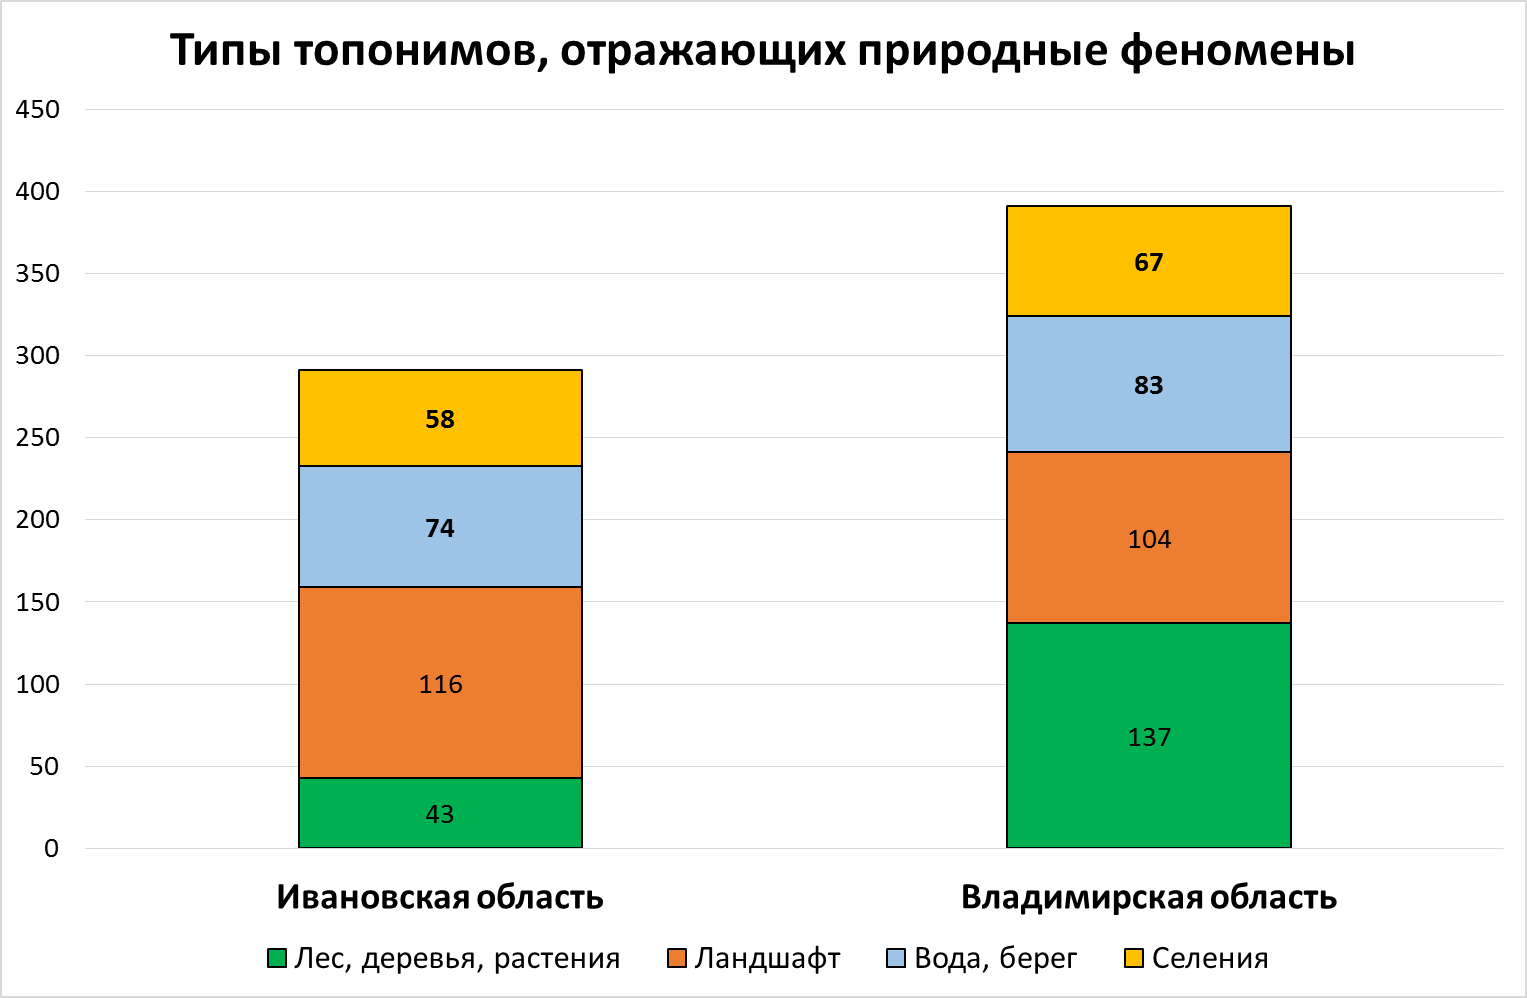 Типы топонимов, отражающих природные феномены
450
400
350
300
250
200
150
100
50
0
58
74
116
43
67
83
104
137
Ивановская область
Владимирская область
Лес, деревья, растения
Ландшафт
Вода, берег
Селения